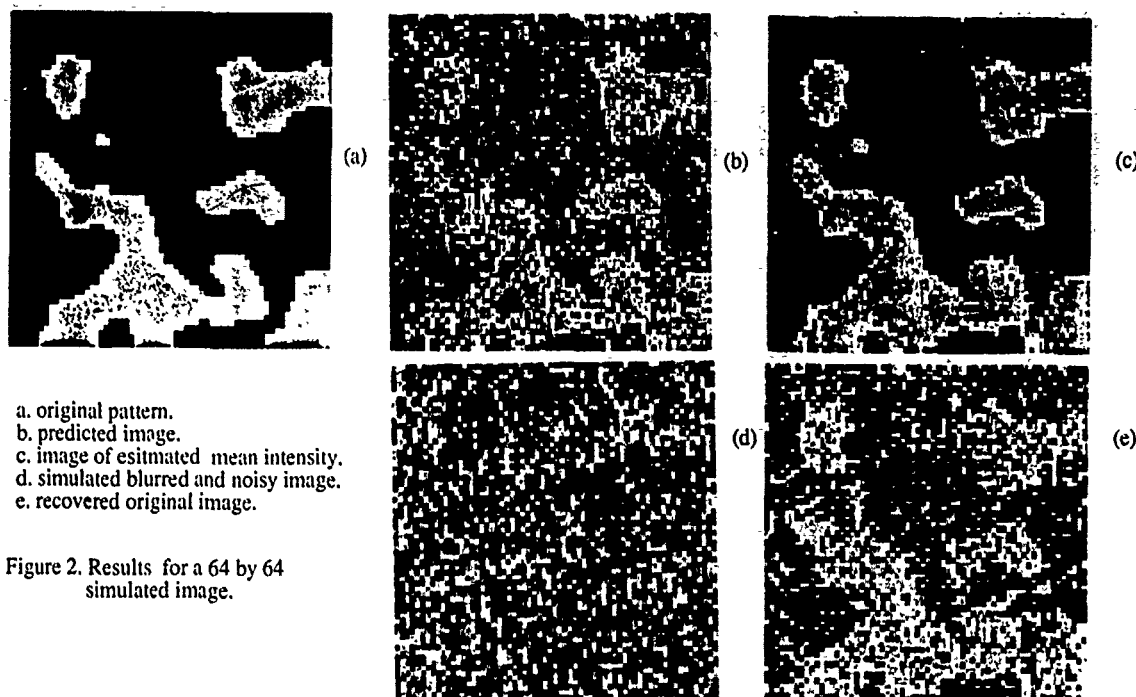 (a)
(b)
(c)
a. original pattern.
b. predicted image.
c. image of esitmated mean intensity.
d. simulated blurred and noisy image.
e. recovered original image.
(d)
(e)
Figure 2. Results for a 64 by 64
simulated image.